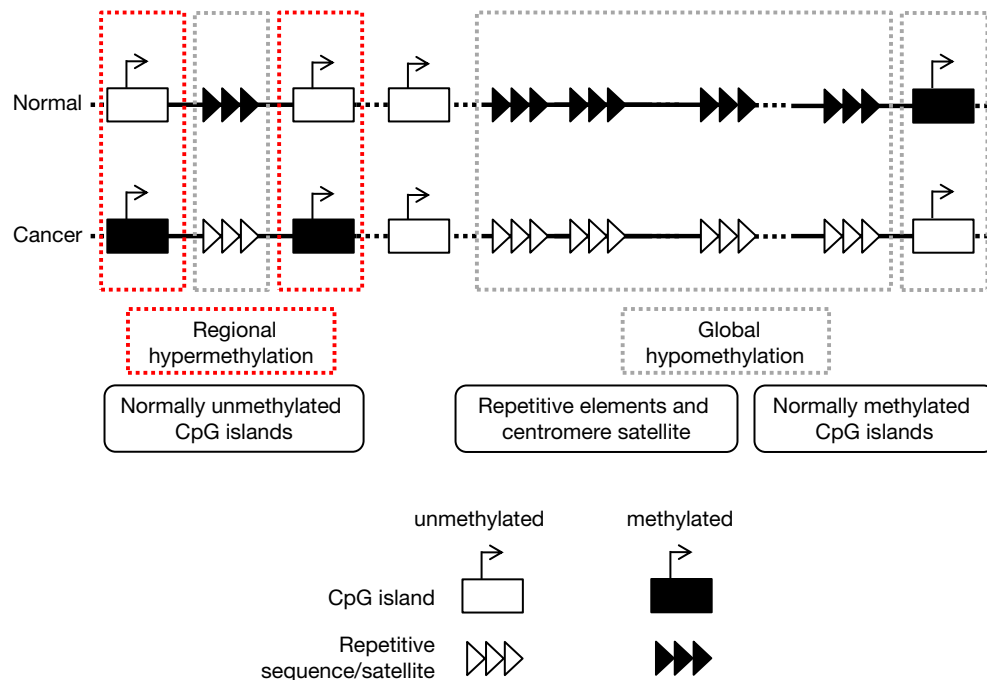 Normal
Cancer
Regional
hypermethylation
Global
hypomethylation
Normally unmethylated
CpG islands
Repetitive elements and
centromere satellite
Normally methylated
CpG islands
unmethylated
methylated
CpG island
Repetitive
sequence/satellite